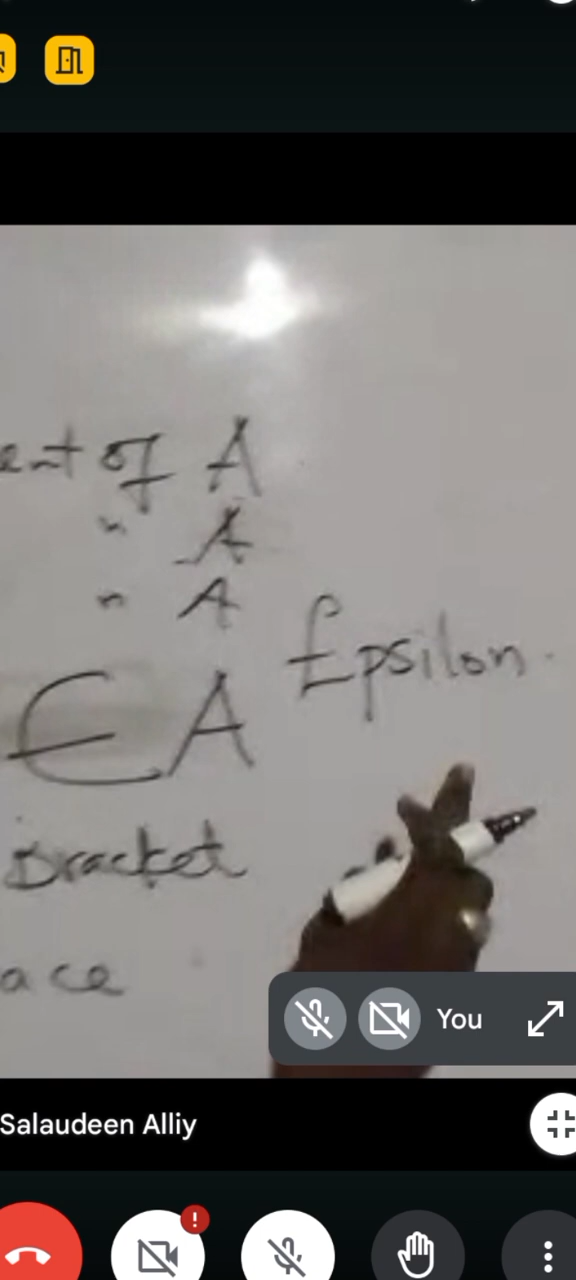 ent of A
" A
" A
Epsilon.
∈ A
Bracket
ace
You
Salaudeen Alliy
!